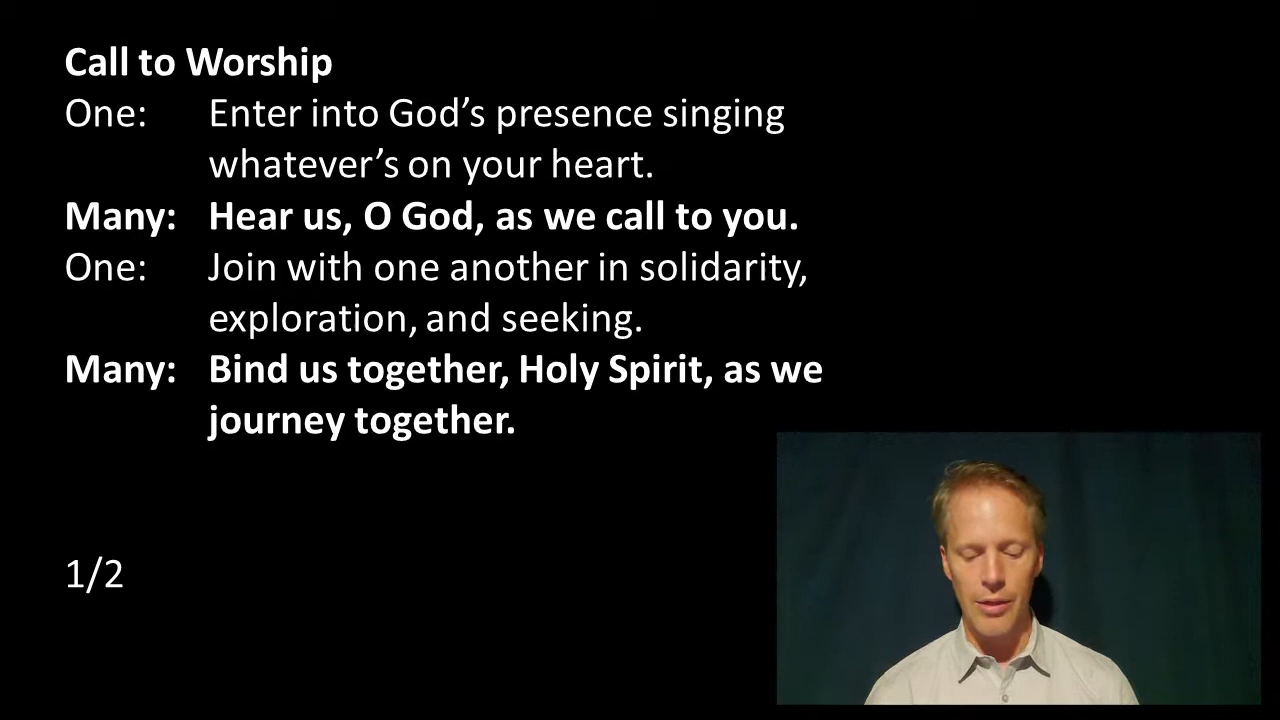 Call to Worship
One: Enter into God’s presence singing
whatever’s on your heart.
Many: Hear us, O God, as we call to you.
One: Join with one another in solidarity,
exploration, and seeking.
Many: Bind us together, Holy Spirit, as we
journey together.
1/2